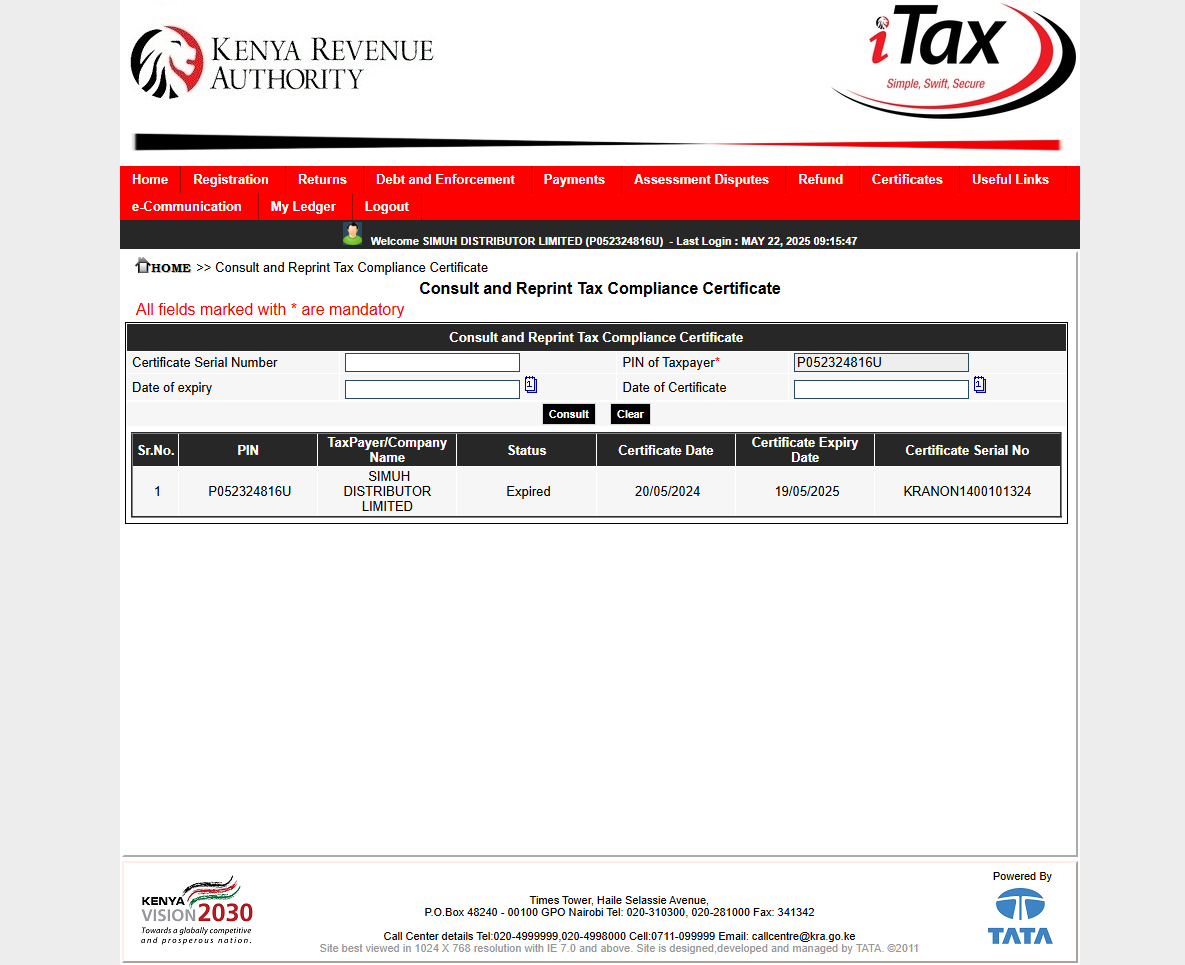 KENYA REVENUE
AUTHORITY
iTax
Simple, Swift, Secure
Home Registration Returns Debt and Enforcement Payments Assessment Disputes Refund Certificates Useful Links
e-Communication My Ledger Logout
Welcome SIMUH DISTRIBUTOR LIMITED (P052324816U) - Last Login : MAY 22, 2025 09:15:47
HOME >> Consult and Reprint Tax Compliance Certificate
Consult and Reprint Tax Compliance Certificate
All fields marked with * are mandatory
Consult and Reprint Tax Compliance Certificate
Certificate Serial Number PIN of Taxpayer* P052324816U
Date of expiry 1 Date of Certificate 1
Consult Clear
Sr.No. PIN TaxPayer/Company Name Status Certificate Date Certificate Expiry Date Certificate Serial No
1 P052324816U SIMUH DISTRIBUTOR LIMITED Expired 20/05/2024 19/05/2025 KRANON1400101324
KENYA
VISION 2030
Towards a globally competitive
and prosperous nation.
Times Tower, Haile Selassie Avenue,
P.O.Box 48240 - 00100 GPO Nairobi Tel: 020-310300, 020-281000 Fax: 341342
Call Center details Tel:020-4999999,020-4998000 Cell:0711-099999 Email: callcentre@kra.go.ke
Site best viewed in 1024 X 768 resolution with IE 7.0 and above. Site is designed,developed and managed by TATA. ©2011
Powered By
TATA